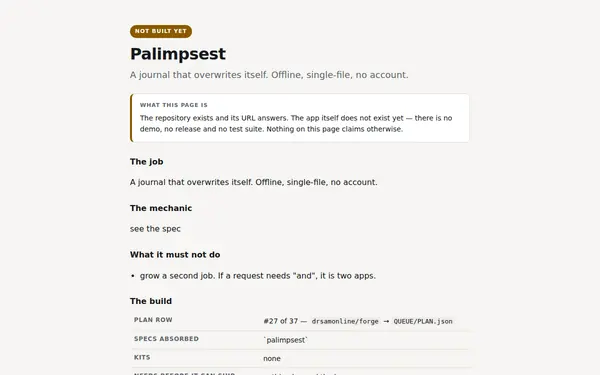 NOT BUILT YET
Palimpsest
A journal that overwrites itself. Offline, single-file, no account.
WHAT THIS PAGE IS
The repository exists and its URL answers. The app itself does not exist yet — there is no
demo, no release and no test suite. Nothing on this page claims otherwise.
The job
A journal that overwrites itself. Offline, single-file, no account.
The mechanic
see the spec
What it must not do
• grow a second job. If a request needs "and", it is two apps.
The build
PLAN ROW #27 of 37 — drsamonline/forge → QUEUE/PLAN.json
SPECS ABSORBED `palimpsest`
KITS none